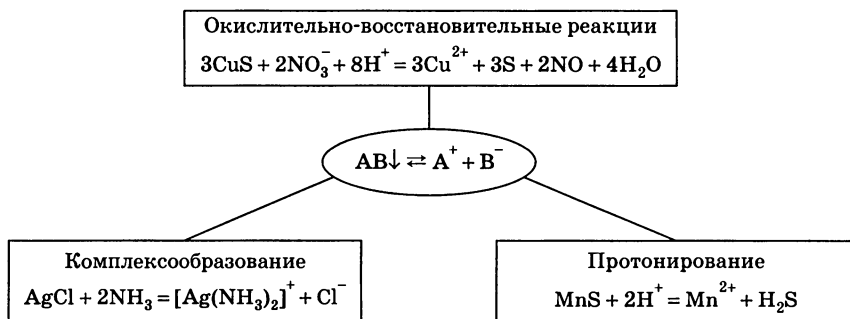 Окислительно-восстановительные реакции
3CuS + 2NO₃⁻ + 8H⁺ = 3Cu²⁺ + 3S + 2NO + 4H₂O
AB↓ ⇄ A⁺ + B⁻
Комплексообразование
AgCl + 2NH₃ = [Ag(NH₃)₂]⁺ + Cl⁻
Протонирование
MnS + 2H⁺ = Mn²⁺ + H₂S